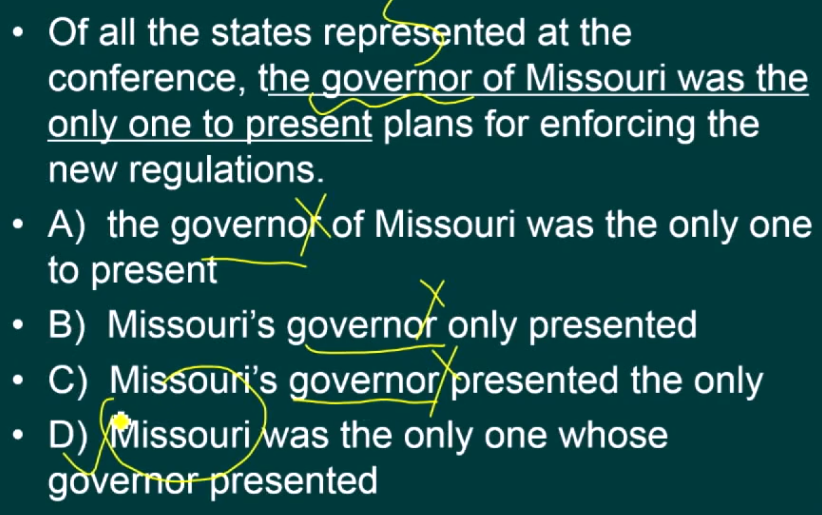 • Of all the states represented at the
conference, the governor of Missouri was the
only one to present plans for enforcing the
new regulations.
• A) the governor of Missouri was the only one
to present
• B) Missouri's governor only presented
• C) Missouri's governor presented the only
• D) Missouri was the only one whose
governor presented